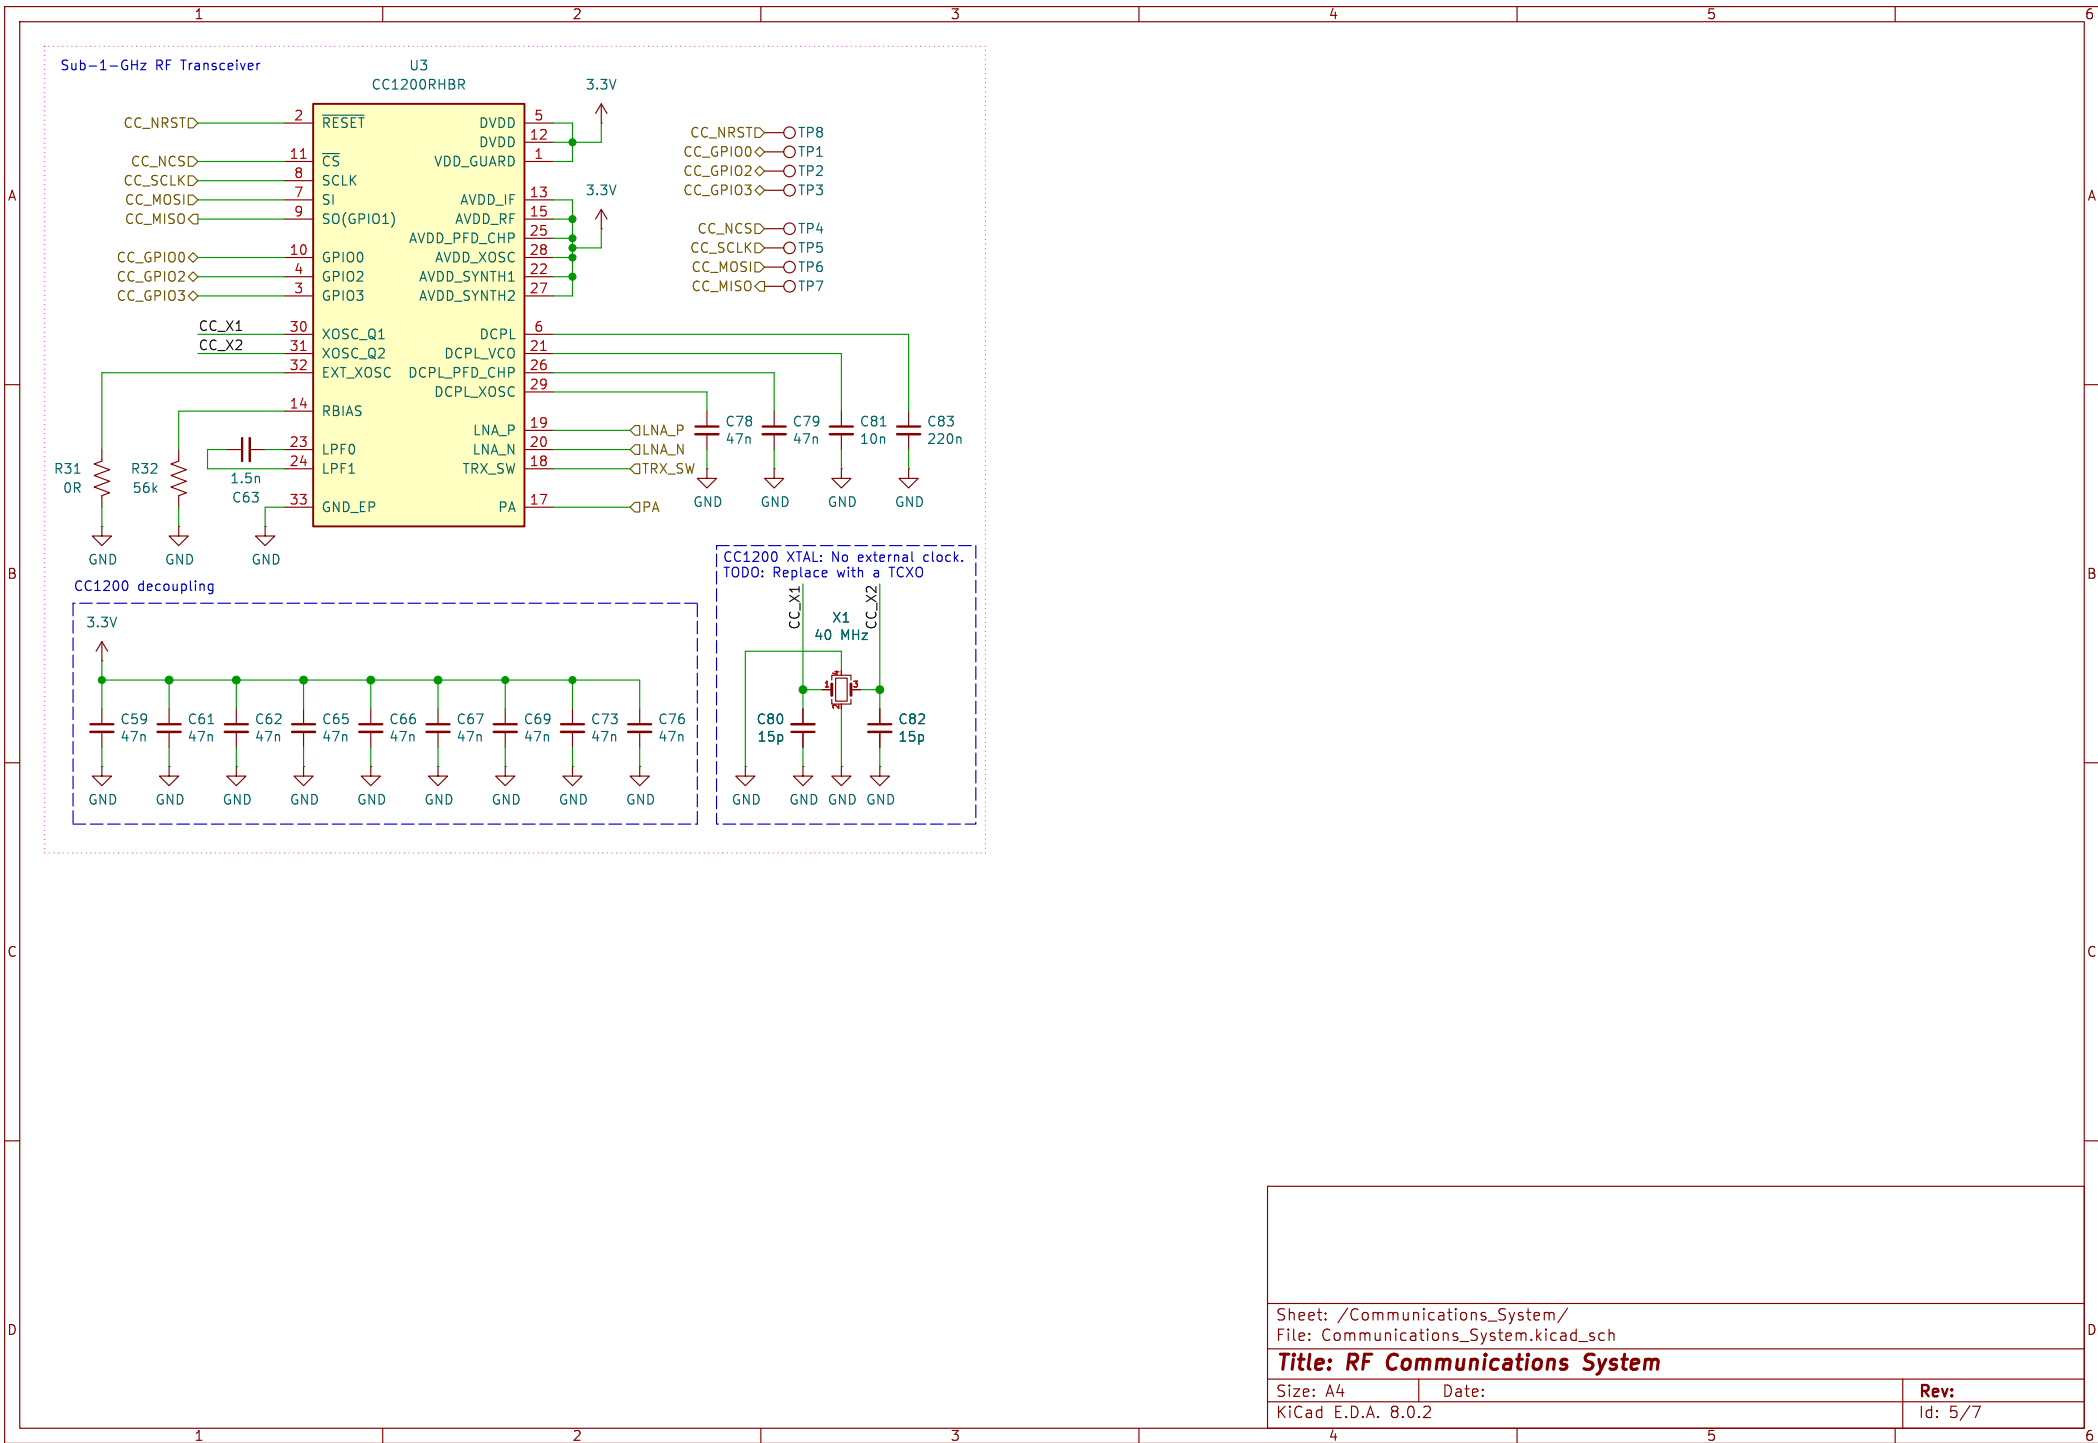 1 2 3 4 5 6
Sub-1-GHz RF Transceiver
U3
CC1200RHBR
3.3V
CC_NRST 2 RESET DVDD 5
DVDD 12
CC_NCS 11 CS VDD_GUARD 1
CC_SCLK 8 SCLK
CC_MOSI 7 SI AVDD_IF 13
3.3V
CC_MISO 9 SO(GPIO1) AVDD_RF 15
AVDD_PFD_CHP 25
CC_GPIO0 10 GPIO0 AVDD_XOSC 28
CC_GPIO2 4 GPIO2 AVDD_SYNTH1 22
CC_GPIO3 3 GPIO3 AVDD_SYNTH2 27
CC_X1 30 XOSC_Q1 DCPL 6
CC_X2 31 XOSC_Q2 DCPL_VCO 21
32 EXT_XOSC DCPL_PFD_CHP 26
DCPL_XOSC 29
14 RBIAS
LNA_P 19 LNA_P
23 LPF0 LNA_N 20 LNA_N
24 LPF1 TRX_SW 18 TRX_SW
33 GND_EP PA 17 PA
CC_NRST TP8
CC_GPIO0 TP1
CC_GPIO2 TP2
CC_GPIO3 TP3
CC_NCS TP4
CC_SCLK TP5
CC_MOSI TP6
CC_MISO TP7
A A
C78 C79 C81 C83
47n 47n 10n 220n
GND GND GND GND
R31 R32
0R 56k
1.5n
C63
GND GND GND
B B
CC1200 XTAL: No external clock.
TODO: Replace with a TCXO
CC_X1 CC_X2
X1
40 MHz
4
1 3
2
C80 C82
15p 15p
GND GND GND GND
CC1200 decoupling
3.3V
C59 C61 C62 C65 C66 C67 C69 C73 C76
47n 47n 47n 47n 47n 47n 47n 47n 47n
GND GND GND GND GND GND GND GND GND
C C
D D
Sheet: /Communications_System/
File: Communications_System.kicad_sch
Title: RF Communications System
Size: A4 Date: Rev:
KiCad E.D.A. 8.0.2 Id: 5/7
1 2 3 4 5 6